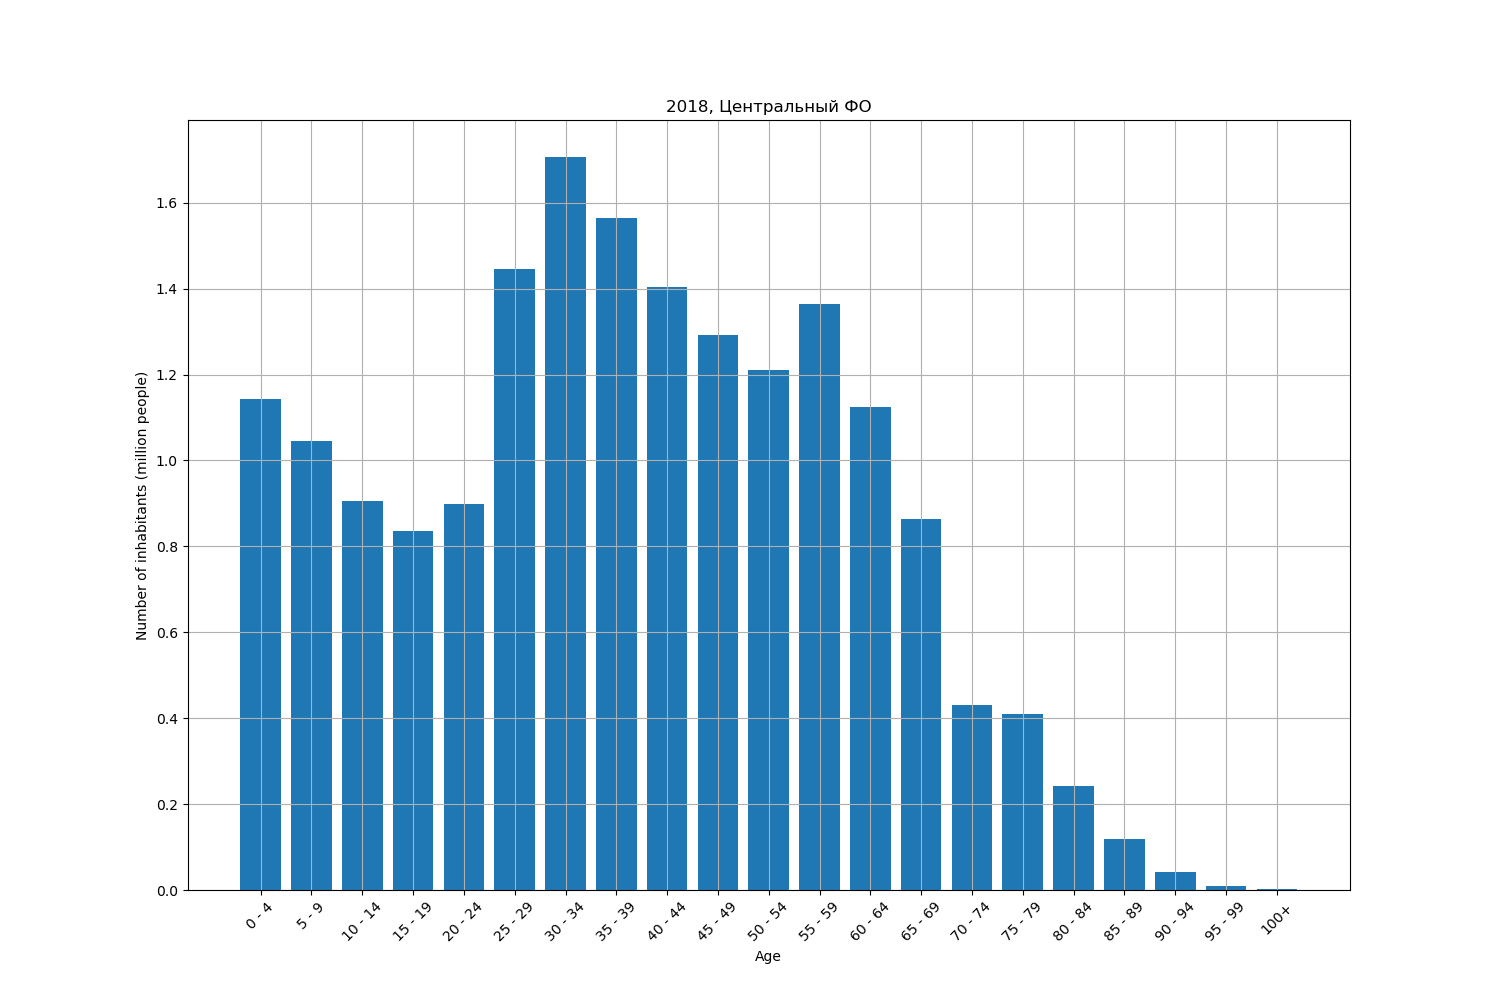 2018, Центральный ФО
Number of inhabitants (million people)
1.6
1.4
1.2
1.0
0.8
0.6
0.4
0.2
0.0
0 - 4
5 - 9
10 - 14
15 - 19
20 - 24
25 - 29
30 - 34
35 - 39
40 - 44
45 - 49
50 - 54
55 - 59
60 - 64
65 - 69
70 - 74
75 - 79
80 - 84
85 - 89
90 - 94
95 - 99
100+
Age